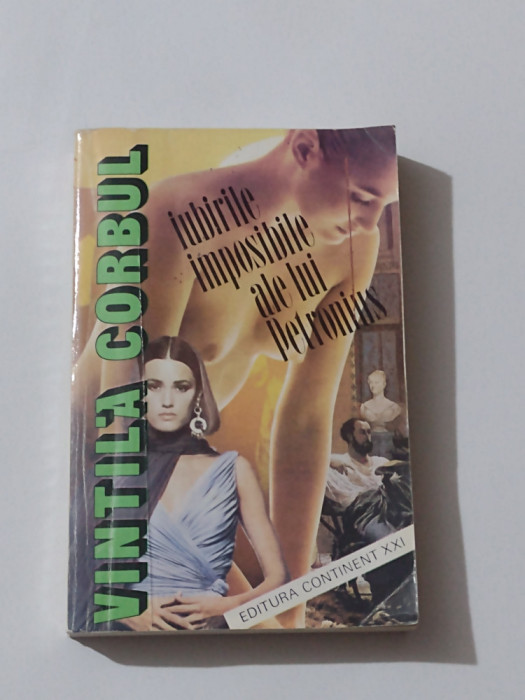 VINTILĂ CORBUL
iubirile
imposibile
ale lui
Petronius
EDITURA CONTINENT XXI